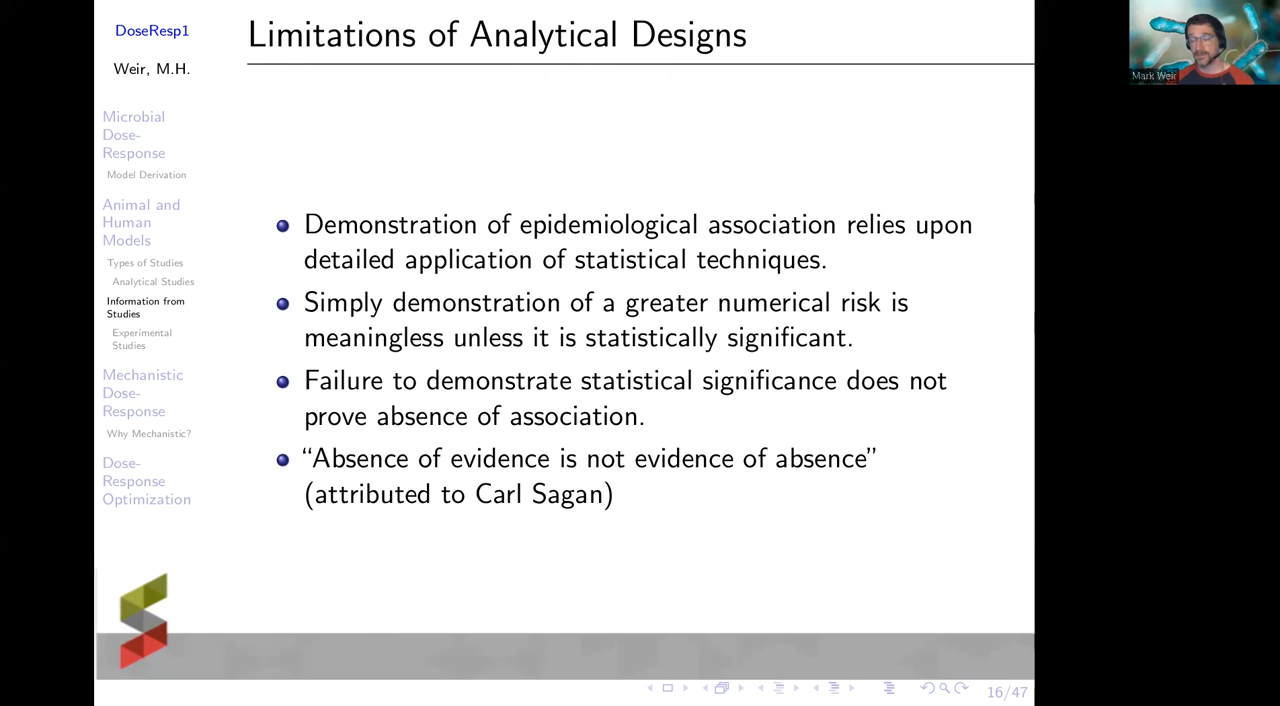 DoseResp1
Weir, M.H.
Microbial
Dose-
Response
Model Derivation
Animal and
Human
Models
Types of Studies
Analytical Studies
Information from
Studies
Experimental
Studies
Mechanistic
Dose-
Response
Why Mechanistic?
Dose-
Response
Optimization
Limitations of Analytical Designs
Demonstration of epidemiological association relies upon
detailed application of statistical techniques.
Simply demonstration of a greater numerical risk is
meaningless unless it is statistically significant.
Failure to demonstrate statistical significance does not
prove absence of association.
“Absence of evidence is not evidence of absence”
(attributed to Carl Sagan)
16/47
Mark Weir